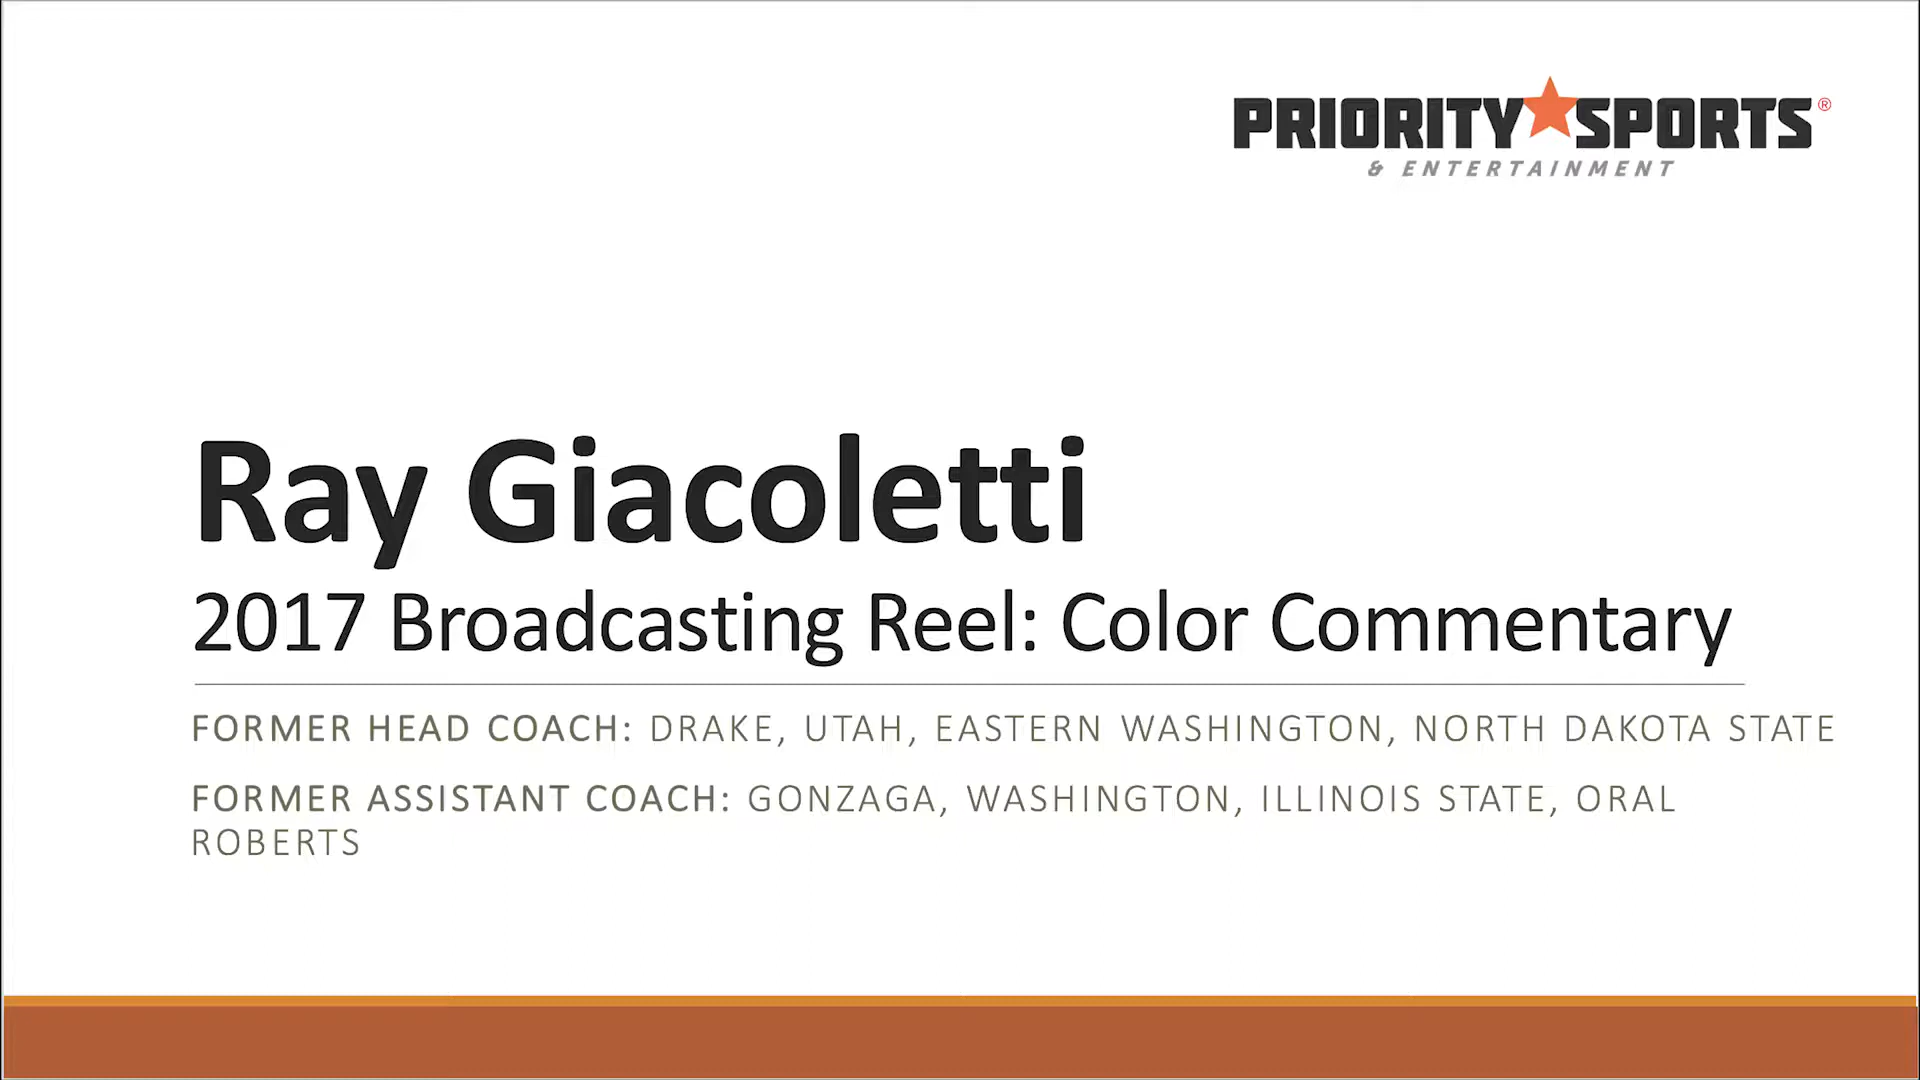 PRIORITY SPORTS®
& ENTERTAINMENT
Ray Giacoletti
2017 Broadcasting Reel: Color Commentary
FORMER HEAD COACH: DRAKE, UTAH, EASTERN WASHINGTON, NORTH DAKOTA STATE
FORMER ASSISTANT COACH: GONZAGA, WASHINGTON, ILLINOIS STATE, ORAL
ROBERTS